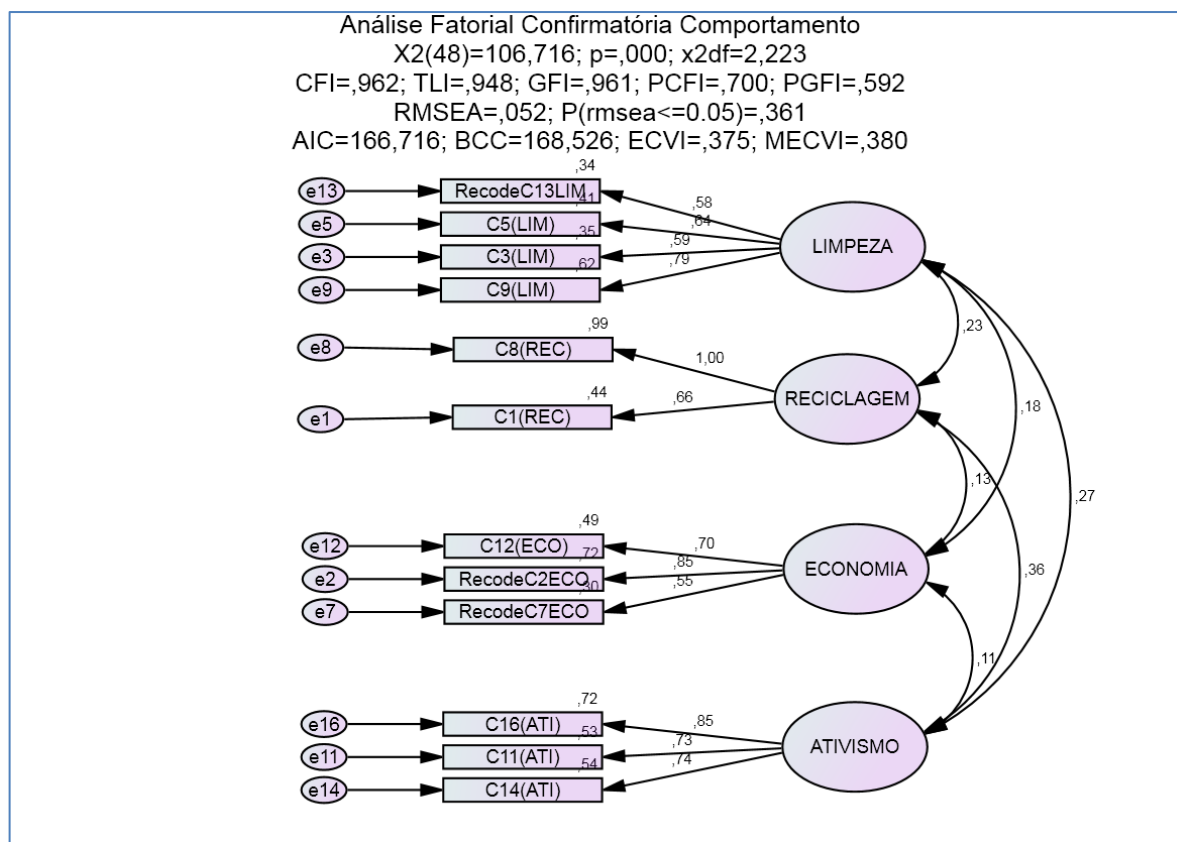 Análise Fatorial Confirmatória Comportamento
X2(48)=106,716; p=,000; x2df=2,223
CFI=,962; TLI=,948; GFI=,961; PCFI=,700; PGFI=,592
RMSEA=,052; P(rmsea<=0.05)=,361
AIC=166,716; BCC=168,526; ECVI=,375; MECVI=,380
,34
e13 RecodeC13LIM ,58
,41
e5 C5(LIM) ,64
,35
e3 C3(LIM) ,59
,62
e9 C9(LIM) ,79
LIMPEZA
,99
e8 C8(REC) 1,00
,23
,44
e1 C1(REC) ,66
RECICLAGEM
,18
,13
,27
,49
e12 C12(ECO) ,70
,72
e2 RecodeC2ECO ,85
,30
e7 RecodeC7ECO ,55
ECONOMIA
,36
,11
,72
e16 C16(ATI) ,85
,53
e11 C11(ATI) ,73
,54
e14 C14(ATI) ,74
ATIVISMO